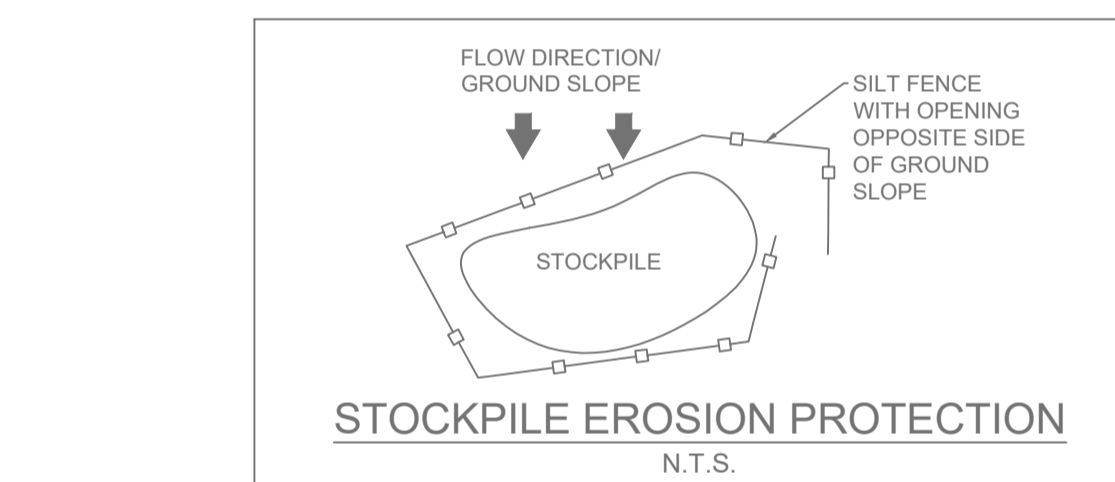 FLOW DIRECTION/
GROUND SLOPE
SILT FENCE
WITH OPENING
OPPOSITE SIDE
OF GROUND
SLOPE
STOCKPILE
STOCKPILE EROSION PROTECTION
N.T.S.